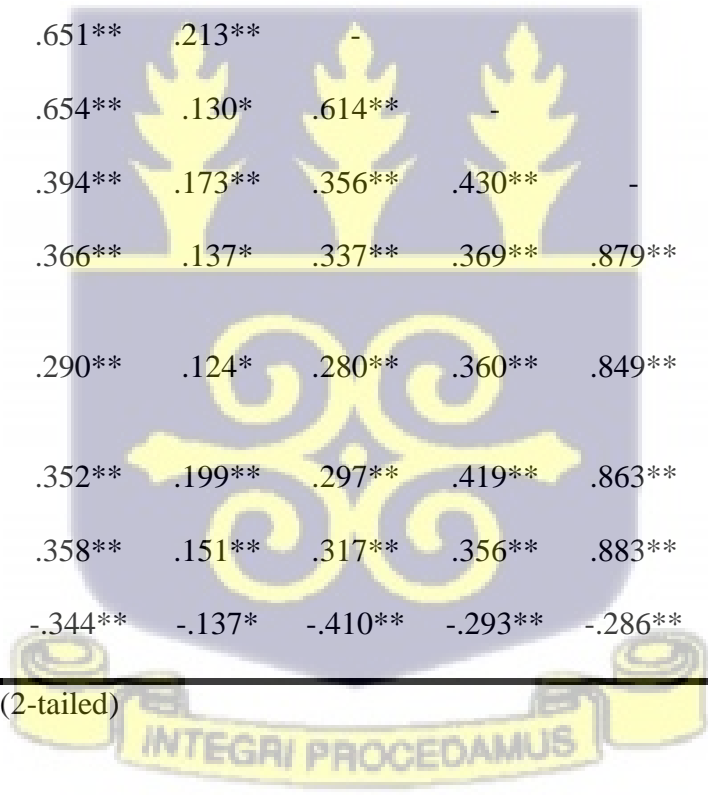 .651** .213** -
.654** .130* .614** -
.394** .173** .356** .430** -
.366** .137* .337** .369** .879**
.290** .124* .280** .360** .849**
.352** .199** .297** .419** .863**
.358** .151** .317** .356** .883**
-.344** -.137* -.410** -.293** -.286**
(2-tailed)
INTEGRI PROCEDAMUS